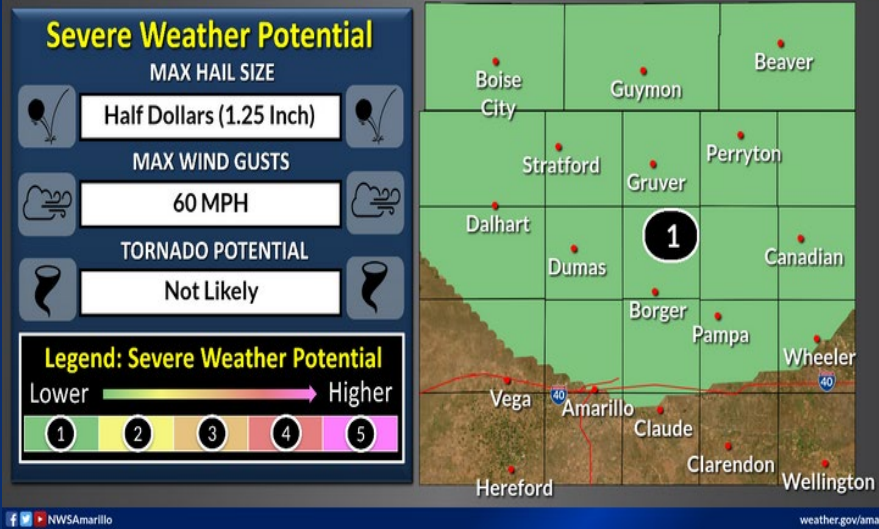 Severe Weather Potential
MAX HAIL SIZE
Half Dollars (1.25 Inch)
MAX WIND GUSTS
60 MPH
TORNADO POTENTIAL
Not Likely
Legend: Severe Weather Potential
Lower Higher
1 2 3 4 5
Boise
City
Guymon
Beaver
Stratford
Gruver
Perryton
Dalhart
1
Dumas
Canadian
Borger
Pampa
Wheeler
Vega
40
Amarillo
40
Claude
Clarendon
Hereford
Wellington
NWSAmarillo
weather.gov/ama